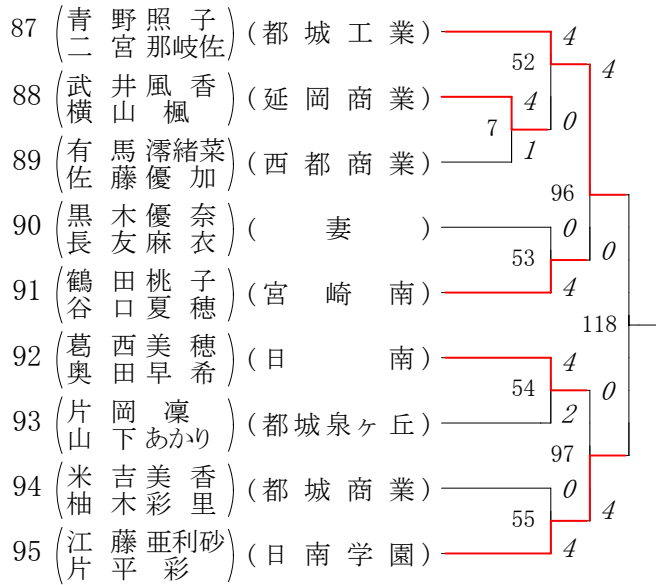 87 青野照子 二宮那岐佐 (都城工業)
88 武井風香 横山楓 (延岡商業)
89 有馬澪緒菜 佐藤優加 (西都商業)
90 黒木優奈 長友麻衣 (妻)
91 鶴田桃子 谷口夏穂 (宮崎南)
92 葛西美穂 奥田早希 (日南)
93 片岡凜 山下あかり (都城泉ヶ丘)
94 米吉美香 柚木彩里 (都城商業)
95 江藤亜利砂 片平彩 (日南学園)
4
52
4
4
0
7
1
96
0
53
0
4
118
4
54
0
2
97
0
55
4
4